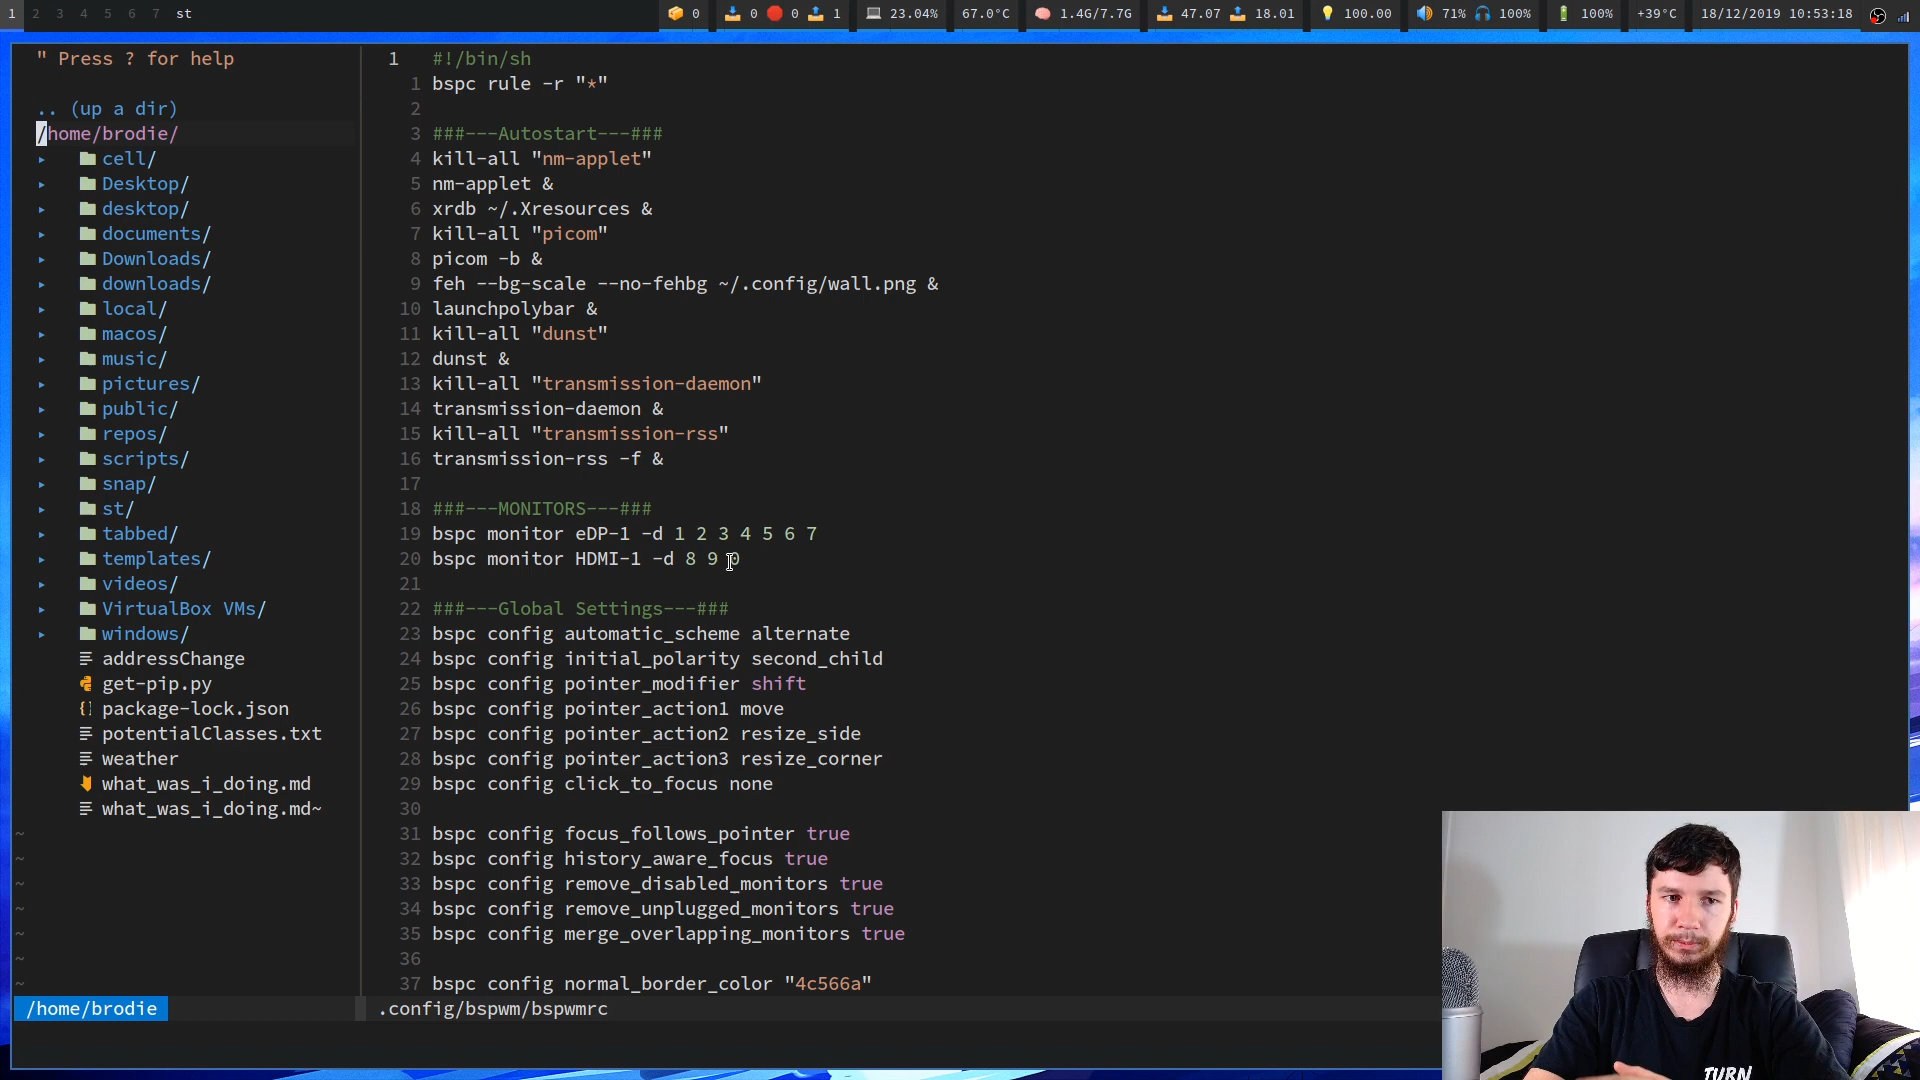 1 2 3 4 5 6 7 st 0 0 0 1 23.04% 67.0°C 1.4G/7.7G 47.07 18.01 100.00 71% 100% 100% +39°C 18/12/2019 10:53:18
" Press ? for help
.. (up a dir)
/home/brodie/
▸ cell/
▸ Desktop/
▸ desktop/
▸ documents/
▸ Downloads/
▸ downloads/
▸ local/
▸ macos/
▸ music/
▸ pictures/
▸ public/
▸ repos/
▸ scripts/
▸ snap/
▸ st/
▸ tabbed/
▸ templates/
▸ videos/
▸ VirtualBox VMs/
▸ windows/
addressChange
get-pip.py
{} package-lock.json
potentialClasses.txt
weather
what_was_i_doing.md
what_was_i_doing.md~
~
~
~
~
~
~
~
/home/brodie
1 #!/bin/sh
1 bspc rule -r "*"
2
3 ###---Autostart---###
4 kill-all "nm-applet"
5 nm-applet &
6 xrdb ~/.Xresources &
7 kill-all "picom"
8 picom -b &
9 feh --bg-scale --no-fehbg ~/.config/wall.png &
10 launchpolybar &
11 kill-all "dunst"
12 dunst &
13 kill-all "transmission-daemon"
14 transmission-daemon &
15 kill-all "transmission-rss"
16 transmission-rss -f &
17
18 ###---MONITORS---###
19 bspc monitor eDP-1 -d 1 2 3 4 5 6 7
20 bspc monitor HDMI-1 -d 8 9 0
21
22 ###---Global Settings---###
23 bspc config automatic_scheme alternate
24 bspc config initial_polarity second_child
25 bspc config pointer_modifier shift
26 bspc config pointer_action1 move
27 bspc config pointer_action2 resize_side
28 bspc config pointer_action3 resize_corner
29 bspc config click_to_focus none
30
31 bspc config focus_follows_pointer true
32 bspc config history_aware_focus true
33 bspc config remove_disabled_monitors true
34 bspc config remove_unplugged_monitors true
35 bspc config merge_overlapping_monitors true
36
37 bspc config normal_border_color "4c566a"
.config/bspwm/bspwmrc
TURN